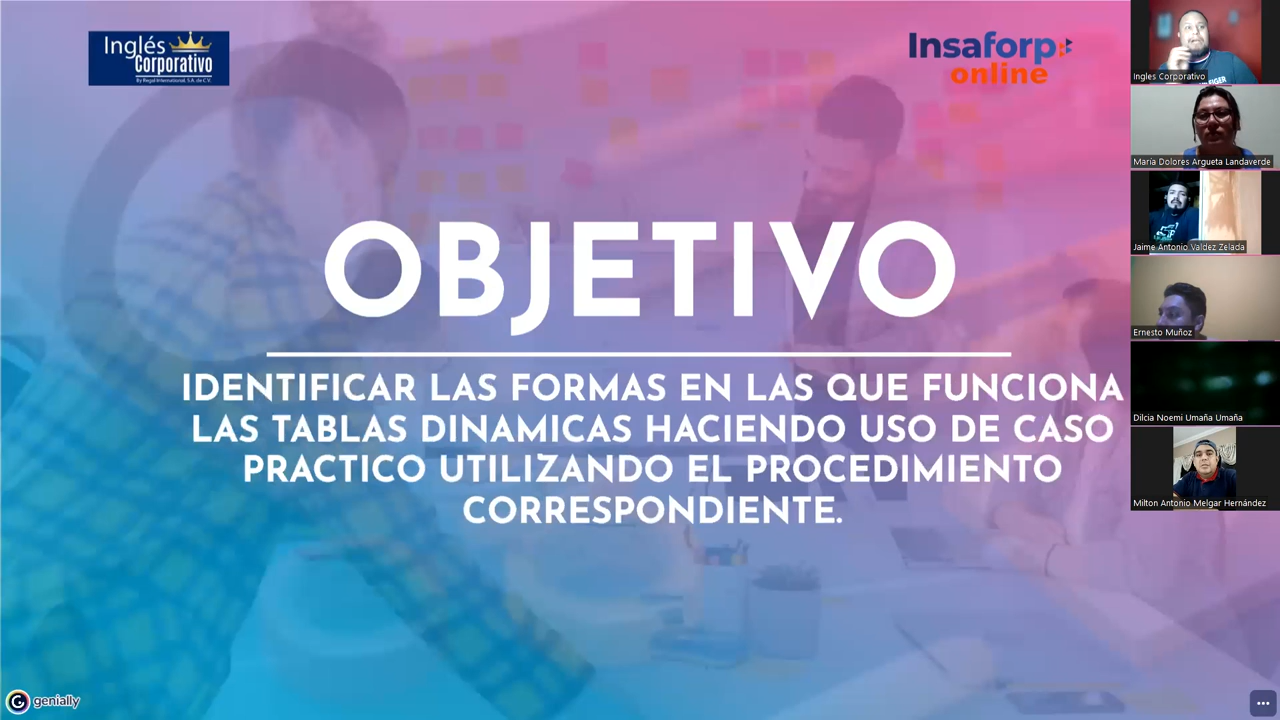 Inglés
Corporativo
By Regal International, S.A. de C.V.
Insaforp
online
OBJETIVO
IDENTIFICAR LAS FORMAS EN LAS QUE FUNCIONA
LAS TABLAS DINAMICAS HACIENDO USO DE CASO
PRACTICO UTILIZANDO EL PROCEDIMIENTO
CORRESPONDIENTE.
genially
Ingles Corporativo
María Dolores Argueta Landaverde
Jaime Antonio Valdez Zelada
Ernesto Muñoz
Dilcia Noemi Umaña Umaña
Milton Antonio Melgar Hernández